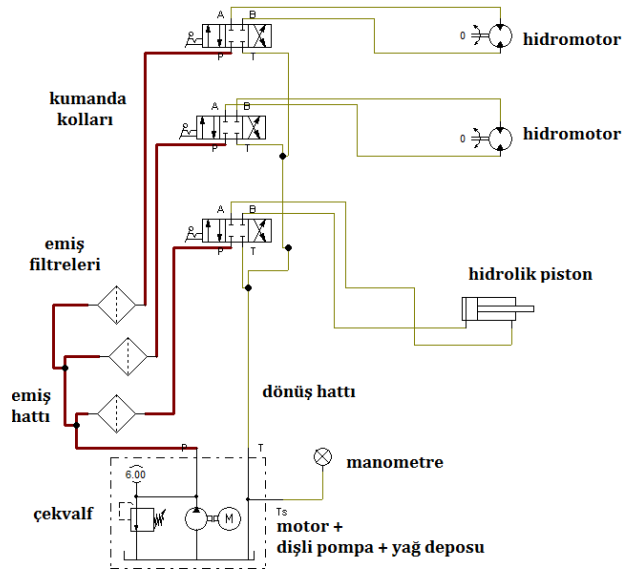 A B
P T
0
hidromotor
kumanda
kolları
A B
P T
0
hidromotor
A B
P T
emiş
filtreleri
hidrolik piston
emiş
hattı
dönüş hattı
P T
6.00
manometre
çekvalf
M
Ts
motor +
dişli pompa + yağ deposu